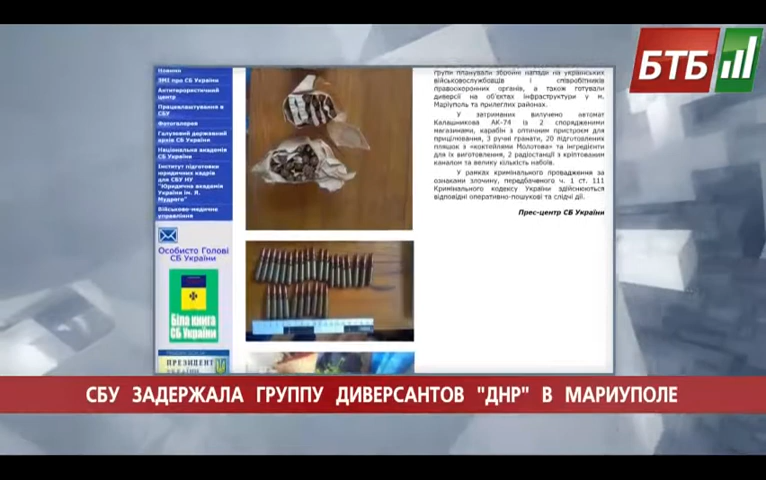 БТБ
Новини
ЗМІ про СБ України
Антитерористичний
центр
Працевлаштування в
СБУ
Фотогалерея
Галузевий державний
архів СБ України
Національна академія
СБ України
Інститут підготовки
юридичних кадрів
для СБУ НУ
"Юридична академія
України ім. Я.
Мудрого"
Військово-медичне
управління
Особисто Голові
СБ України
Біла книга
СБ України
ПРЕЗИДЕНТ
УКРАЇНИ
групи планували збройні напади на українських
військовослужбовців і співробітників
правоохоронних органів, а також готували
диверсії на об'єктах інфраструктури у м.
Маріуполь та прилеглих районах.
У затриманих вилучено автомат
Калашникова АК-74 із 2 спорядженими
магазинами, карабін з оптичним пристроєм для
прицілювання, 3 ручні гранати, 20 підготовлених
пляшок з «коктейлями Молотова» та інгредієнти
для їх виготовлення, 2 радіостанції з криптованим
каналом та велику кількість набоїв.
У рамках кримінального провадження за
ознаками злочину, передбаченого ч. 1 ст. 111
Кримінального кодексу України здійснюються
відповідні оперативно-пошукові та слідчі дії.
Прес-центр СБ України
СБУ ЗАДЕРЖАЛА ГРУППУ ДИВЕРСАНТОВ "ДНР" В МАРИУПОЛЕ